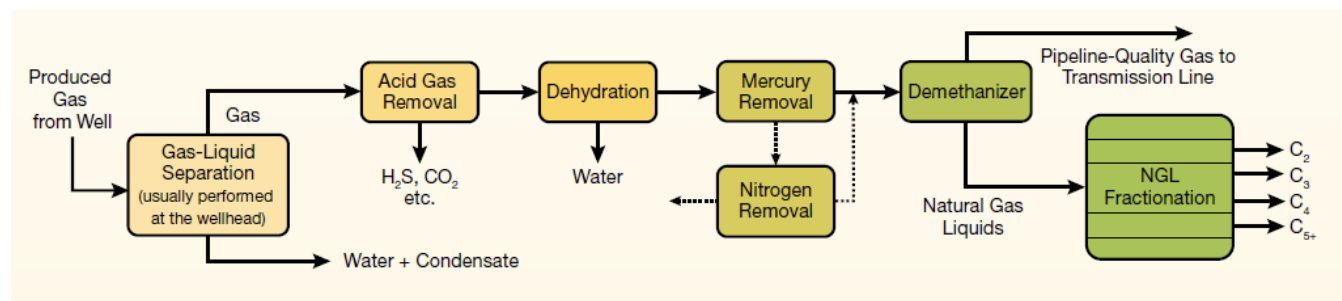 Produced
Gas
from Well
Gas
Gas-Liquid
Separation
(usually performed
at the wellhead)
Water + Condensate
Acid Gas
Removal
H₂S, CO₂
etc.
Dehydration
Water
Mercury
Removal
Nitrogen
Removal
Demethanizer
Pipeline-Quality Gas to
Transmission Line
Natural Gas
Liquids
NGL
Fractionation
C₂
C₃
C₄
C₅₊